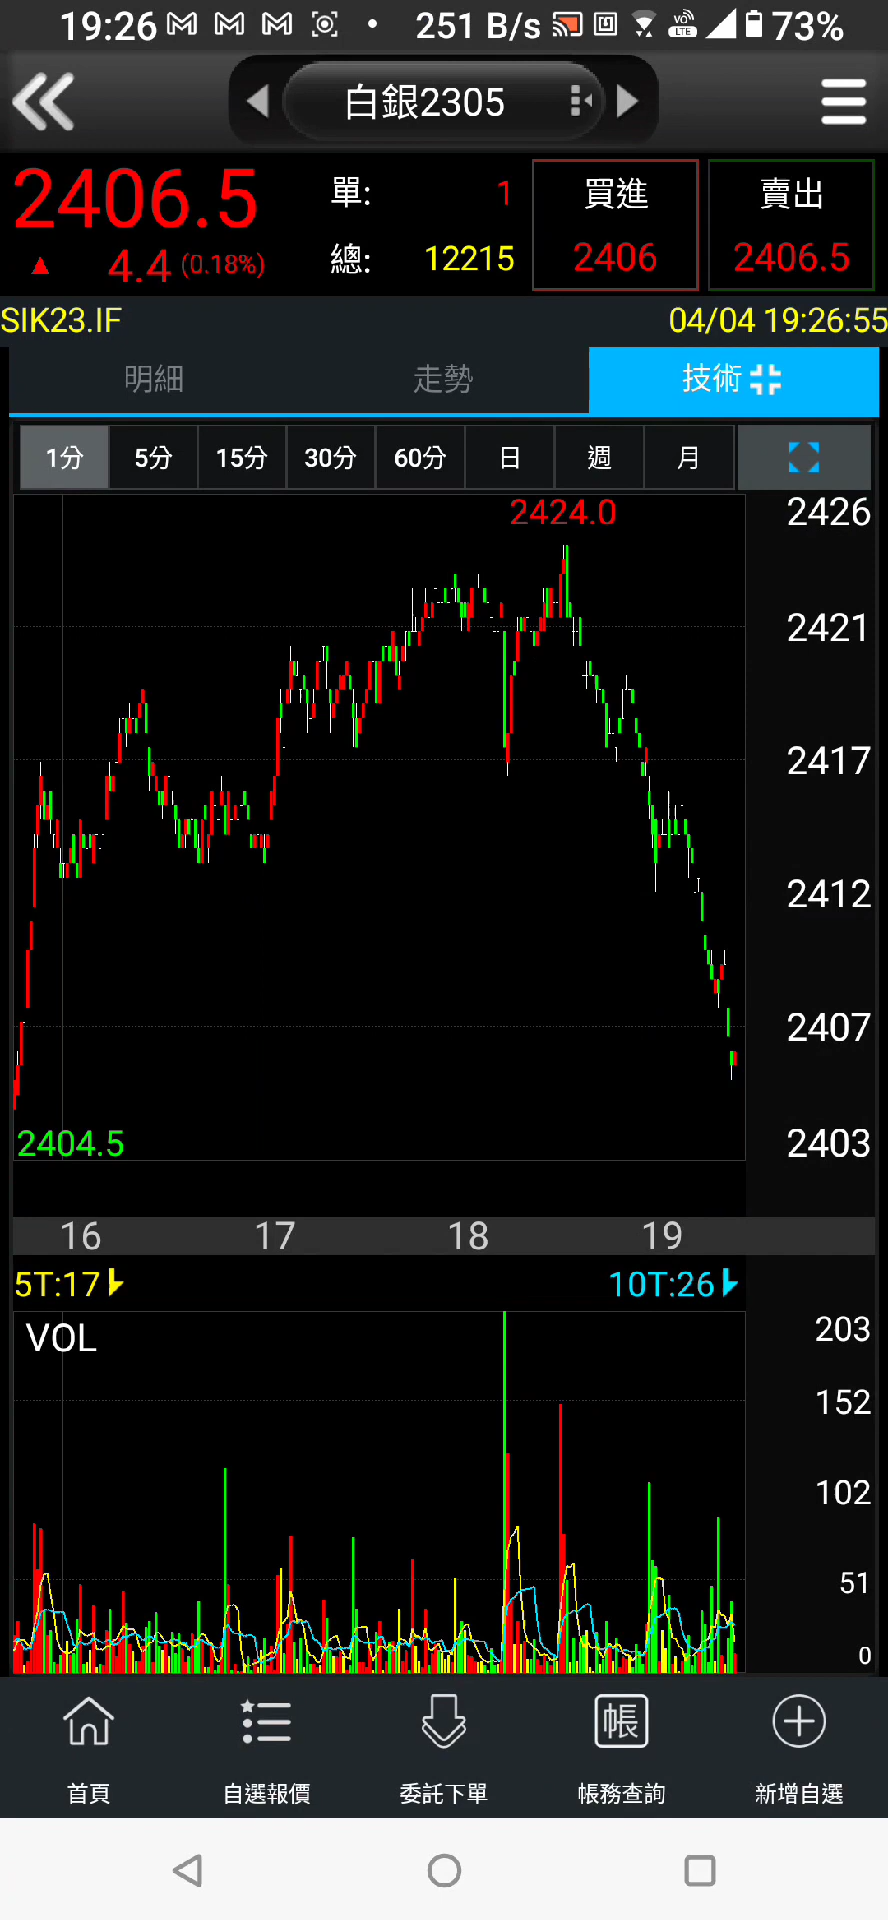 19:26 251 B/s VO LTE 73%
白銀2305
2406.5 單: 1 買進 賣出
▲ 4.4 (0.18%) 總: 12215 2406 2406.5
SIK23.IF 04/04 19:26:55
明細 走勢 技術
1分 5分 15分 30分 60分 日 週 月
2424.0 2426
2421
2417
2412
2407
2404.5 2403
16 17 18 19
5T:17 10T:26
VOL 203
152
102
51
0
帳
首頁 自選報價 委託下單 帳務查詢 新增自選